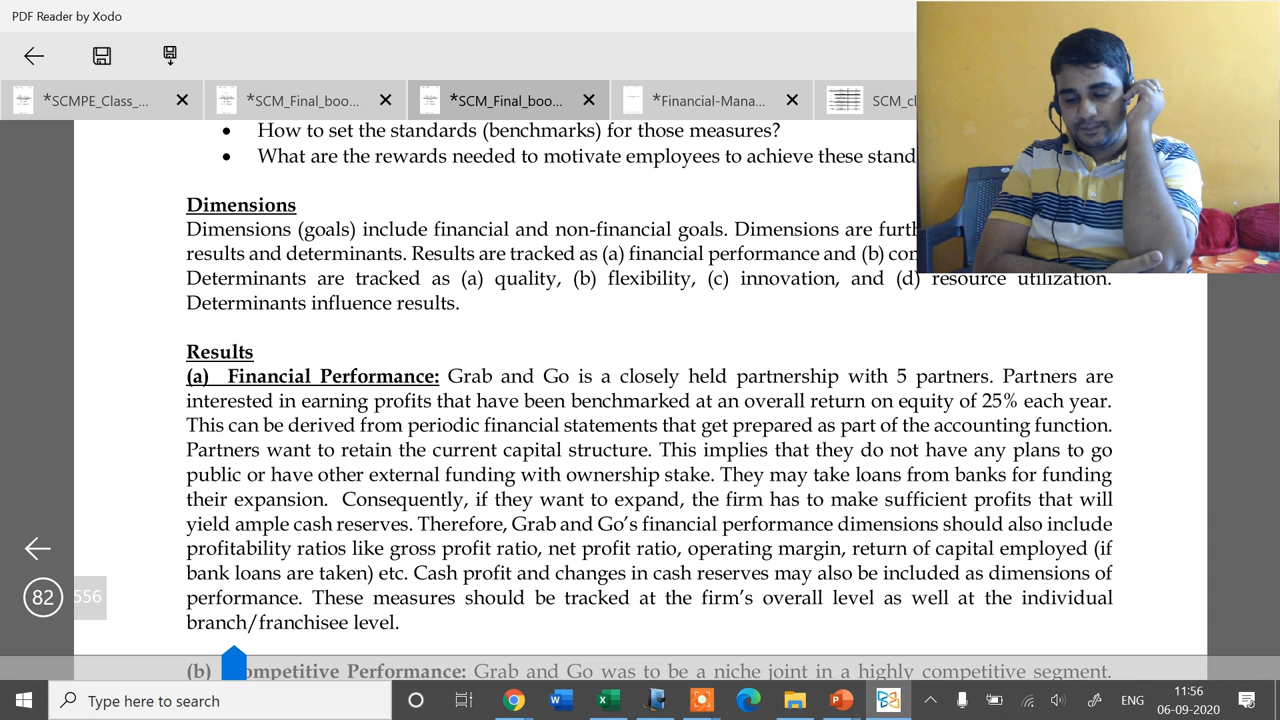 PDF Reader by Xodo
*SCMPE_Class_...
*SCM_Final_boo...
*SCM_Final_boo...
*Financial-Mana...
SCM_cl
• How to set the standards (benchmarks) for those measures?
• What are the rewards needed to motivate employees to achieve these stand
Dimensions
Dimensions (goals) include financial and non-financial goals. Dimensions are furth
results and determinants. Results are tracked as (a) financial performance and (b) com
Determinants are tracked as (a) quality, (b) flexibility, (c) innovation, and (d) resource utilization.
Determinants influence results.
Results
(a) Financial Performance: Grab and Go is a closely held partnership with 5 partners. Partners are
interested in earning profits that have been benchmarked at an overall return on equity of 25% each year.
This can be derived from periodic financial statements that get prepared as part of the accounting function.
Partners want to retain the current capital structure. This implies that they do not have any plans to go
public or have other external funding with ownership stake. They may take loans from banks for funding
their expansion. Consequently, if they want to expand, the firm has to make sufficient profits that will
yield ample cash reserves. Therefore, Grab and Go's financial performance dimensions should also include
profitability ratios like gross profit ratio, net profit ratio, operating margin, return of capital employed (if
bank loans are taken) etc. Cash profit and changes in cash reserves may also be included as dimensions of
performance. These measures should be tracked at the firm's overall level as well at the individual
branch/franchisee level.
82 556
(b) ompetitive Performance: Grab and Go was to be a niche joint in a highly competitive segment.
Type here to search
ENG
11:56
06-09-2020